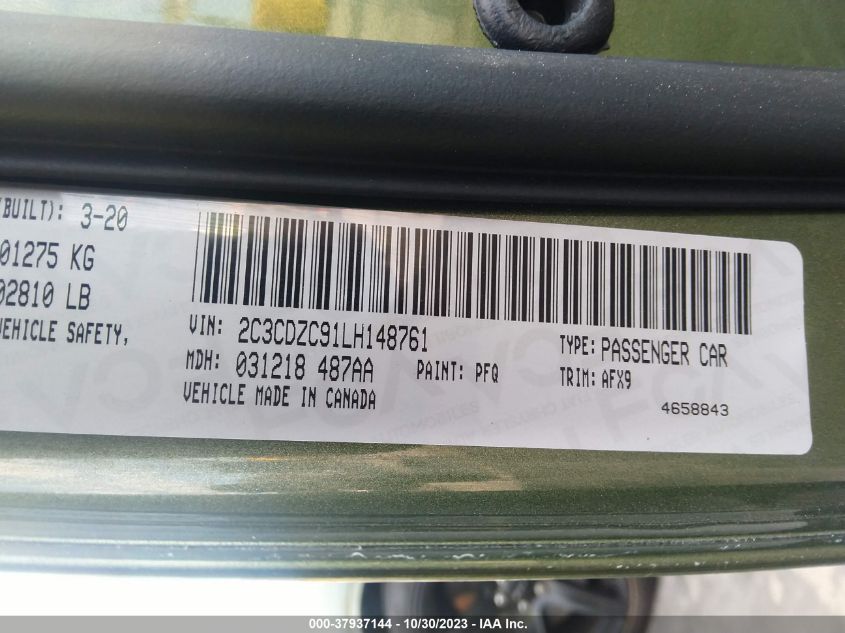 (BUILT): 3-20
01275 KG
02810 LB
VEHICLE SAFETY,
VIN: 2C3CDZC91LH148761
TYPE: PASSENGER CAR
MDH: 031218 487AA
PAINT: PFQ
TRIM: AFX9
VEHICLE MADE IN CANADA
4658843
000-37937144 - 10/30/2023 - IAA Inc.